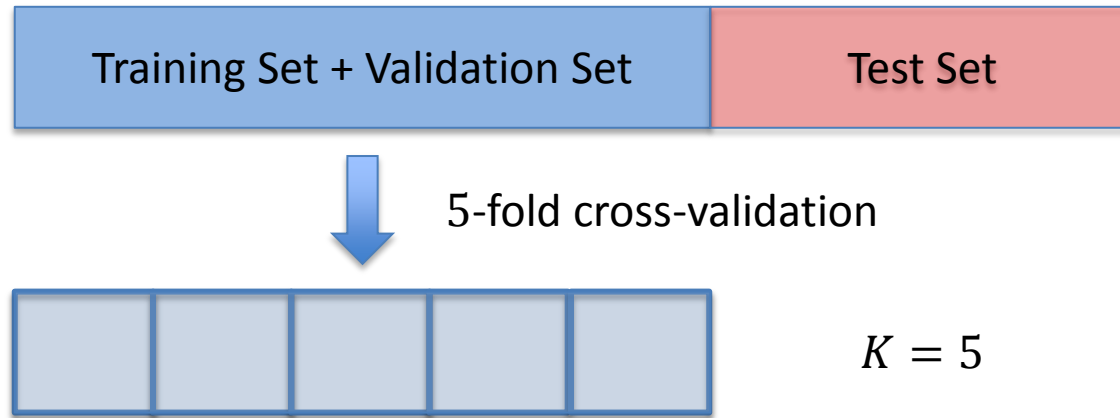 Training Set + Validation Set
Test Set
5-fold cross-validation
K = 5